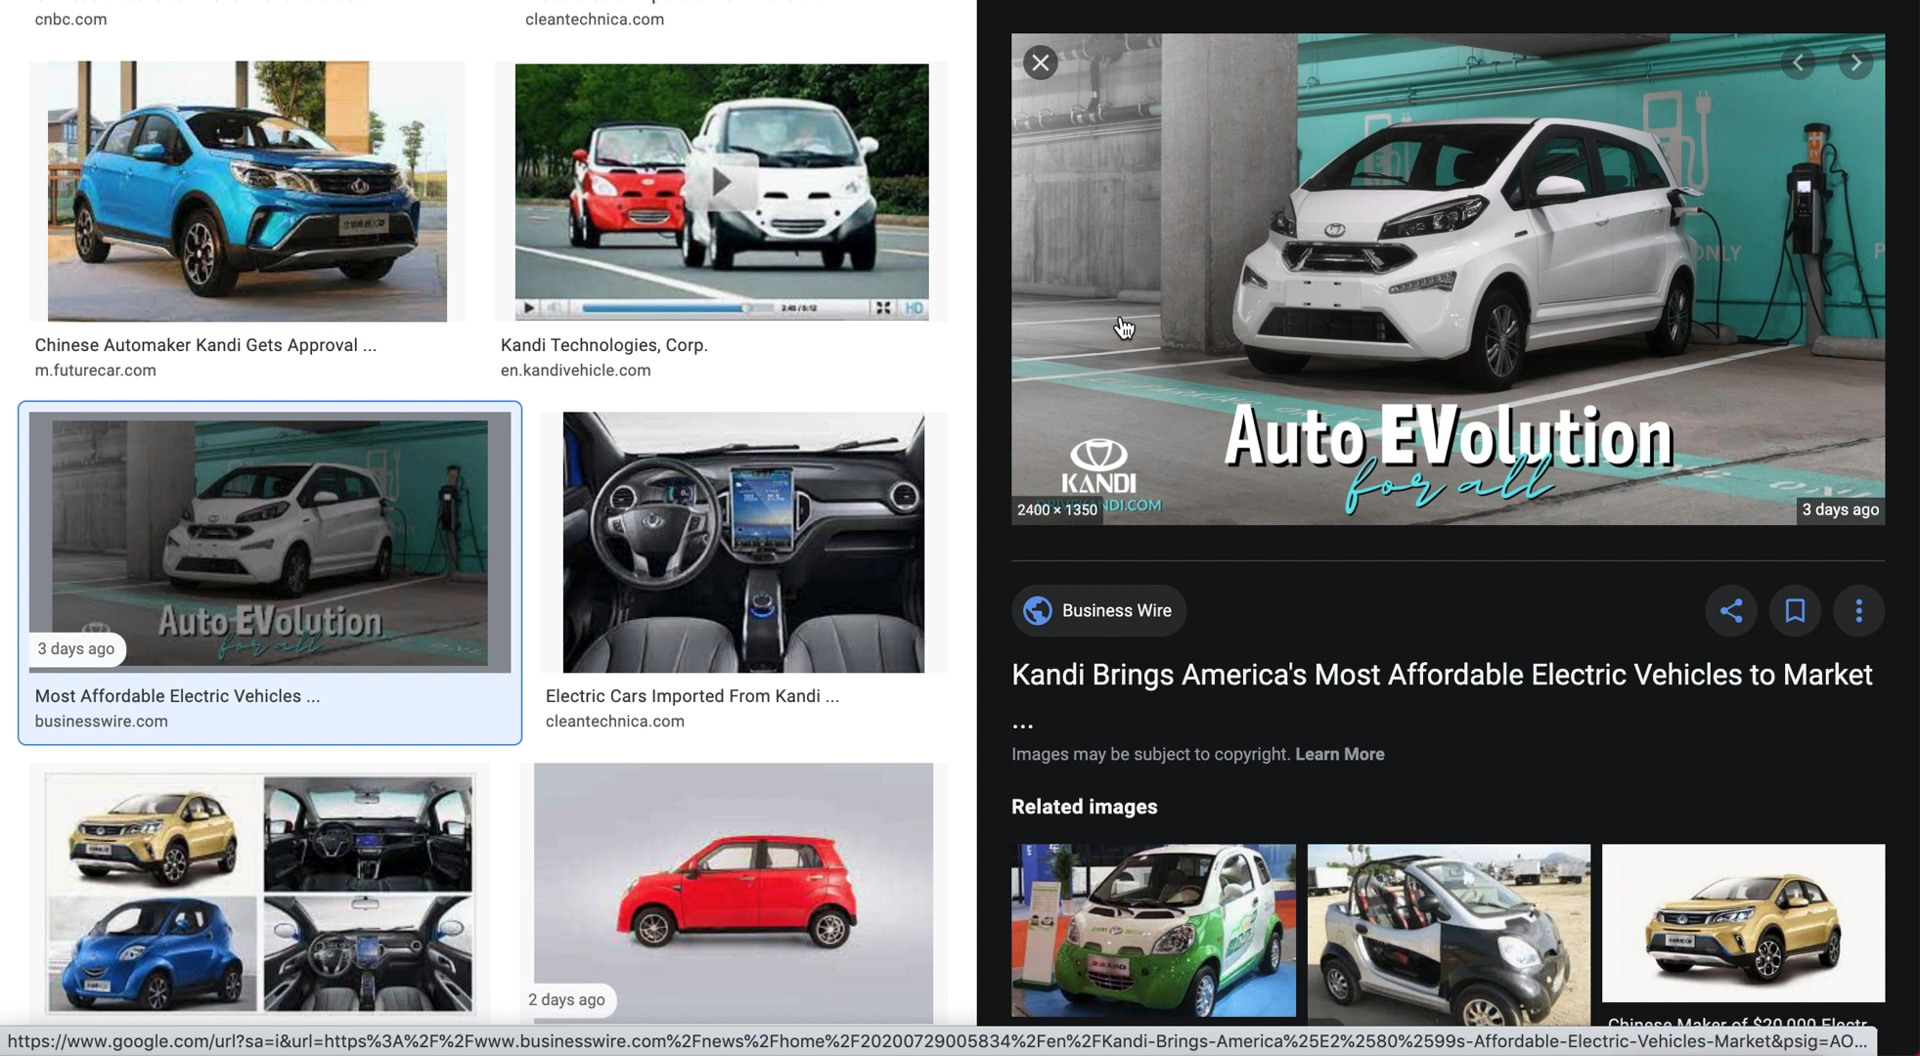 cnbc.com
cleantechnica.com
Chinese Automaker Kandi Gets Approval ...
m.futurecar.com
HD
Kandi Technologies, Corp.
en.kandivehicle.com
Auto EVolution
for all
3 days ago
Most Affordable Electric Vehicles ...
businesswire.com
Electric Cars Imported From Kandi ...
cleantechnica.com
2 days ago
ONLY
Auto EVolution
for all
KANDI
2400 × 1350
3 days ago
Business Wire
Kandi Brings America's Most Affordable Electric Vehicles to Market
...
Images may be subject to copyright. Learn More
Related images
KANDI
https://www.google.com/url?sa=i&url=https%3A%2F%2Fwww.businesswire.com%2Fnews%2Fhome%2F20200729005834%2Fen%2FKandi-Brings-America%25E2%2580%2599s-Affordable-Electric-Vehicles-Market&psig=AO...